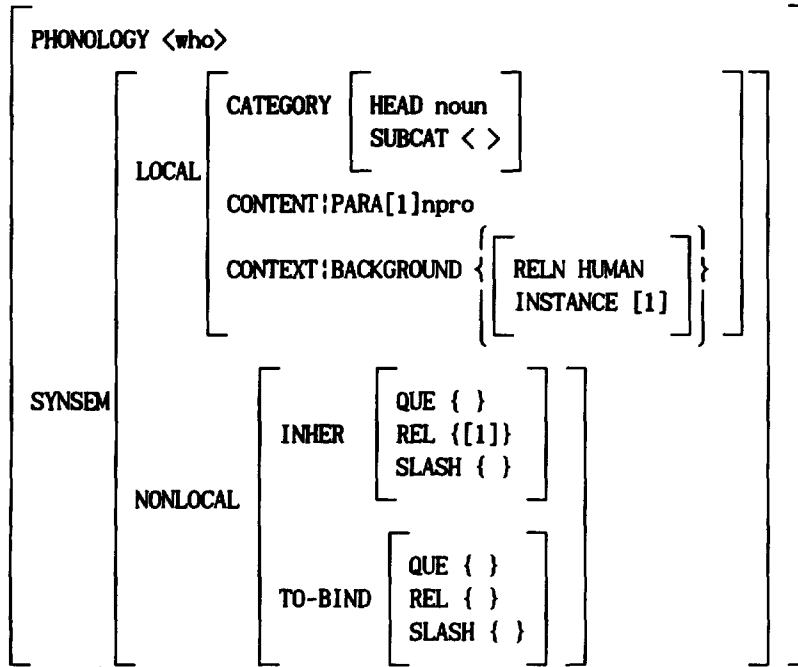 PHONOLOGY <who>
CATEGORY HEAD noun
SUBCAT < >
LOCAL
CONTENT¦PARA[1]npro
CONTEXT¦BACKGROUND { RELN HUMAN }
INSTANCE [1]
SYNSEM
QUE { }
INHER REL {[1]}
SLASH { }
NONLOCAL
QUE { }
TO-BIND REL { }
SLASH { }